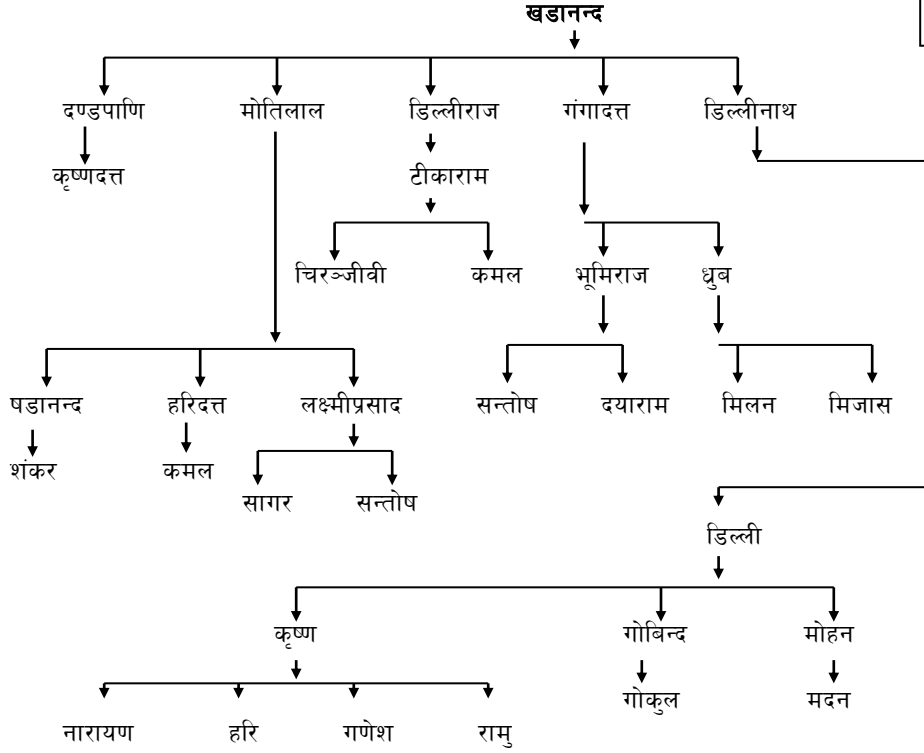 खडानन्द
दण्डपाणि मोतिलाल डिल्लीराज गंगादत्त डिल्लीनाथ
कृष्णदत्त टीकाराम
चिरञ्जीवी कमल भूमिराज ध्रुब
षडानन्द हरिदत्त लक्ष्मीप्रसाद सन्तोष दयाराम मिलन मिजास
शंकर कमल
सागर सन्तोष
डिल्ली
कृष्ण गोबिन्द मोहन
गोकुल मदन
नारायण हरि गणेश रामु